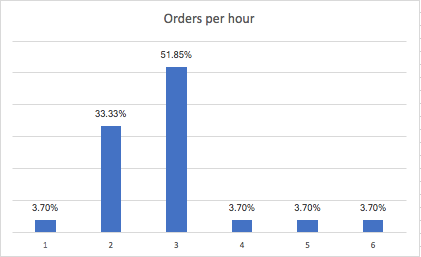 Orders per hour
51.85%
33.33%
3.70% 3.70% 3.70% 3.70%
1 2 3 4 5 6